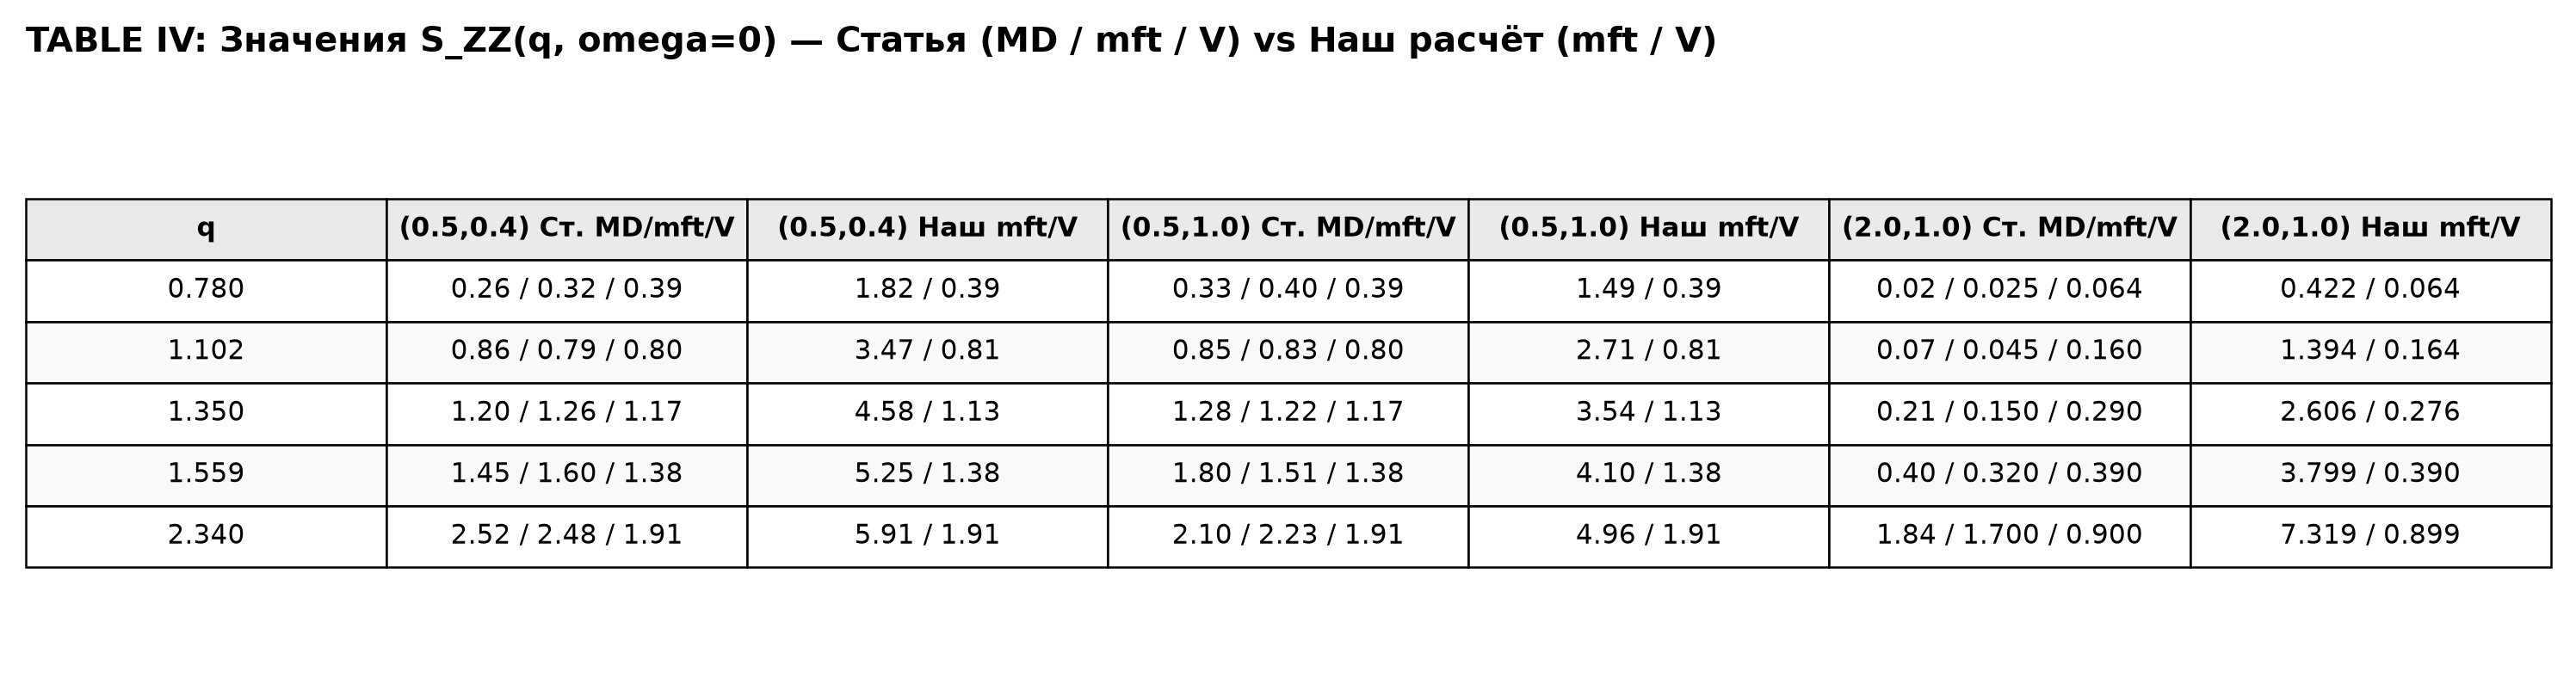 TABLE IV: Значения S_ZZ(q, omega=0) — Статья (MD / mft / V) vs Наш расчёт (mft / V)
q (0.5,0.4) Ст. MD/mft/V (0.5,0.4) Наш mft/V (0.5,1.0) Ст. MD/mft/V (0.5,1.0) Наш mft/V (2.0,1.0) Ст. MD/mft/V (2.0,1.0) Наш mft/V
0.780 0.26 / 0.32 / 0.39 1.82 / 0.39 0.33 / 0.40 / 0.39 1.49 / 0.39 0.02 / 0.025 / 0.064 0.422 / 0.064
1.102 0.86 / 0.79 / 0.80 3.47 / 0.81 0.85 / 0.83 / 0.80 2.71 / 0.81 0.07 / 0.045 / 0.160 1.394 / 0.164
1.350 1.20 / 1.26 / 1.17 4.58 / 1.13 1.28 / 1.22 / 1.17 3.54 / 1.13 0.21 / 0.150 / 0.290 2.606 / 0.276
1.559 1.45 / 1.60 / 1.38 5.25 / 1.38 1.80 / 1.51 / 1.38 4.10 / 1.38 0.40 / 0.320 / 0.390 3.799 / 0.390
2.340 2.52 / 2.48 / 1.91 5.91 / 1.91 2.10 / 2.23 / 1.91 4.96 / 1.91 1.84 / 1.700 / 0.900 7.319 / 0.899